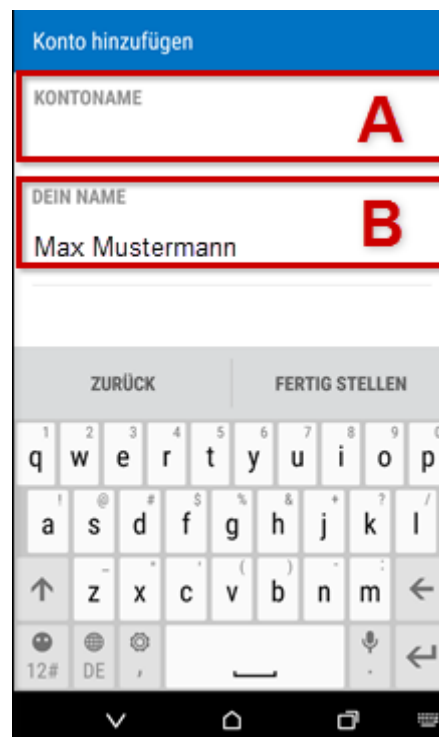 Konto hinzufügen
KONTONAME
A
DEIN NAME
B
Max Mustermann
ZURÜCK FERTIG STELLEN
1 2 3 4 5 6 7 8 9 0
q w e r t y u i o p
! @ # $ % & + ? /
a s d f g h j k l
_ " ' ( ) - :
z x c v b n m
12# DE , .